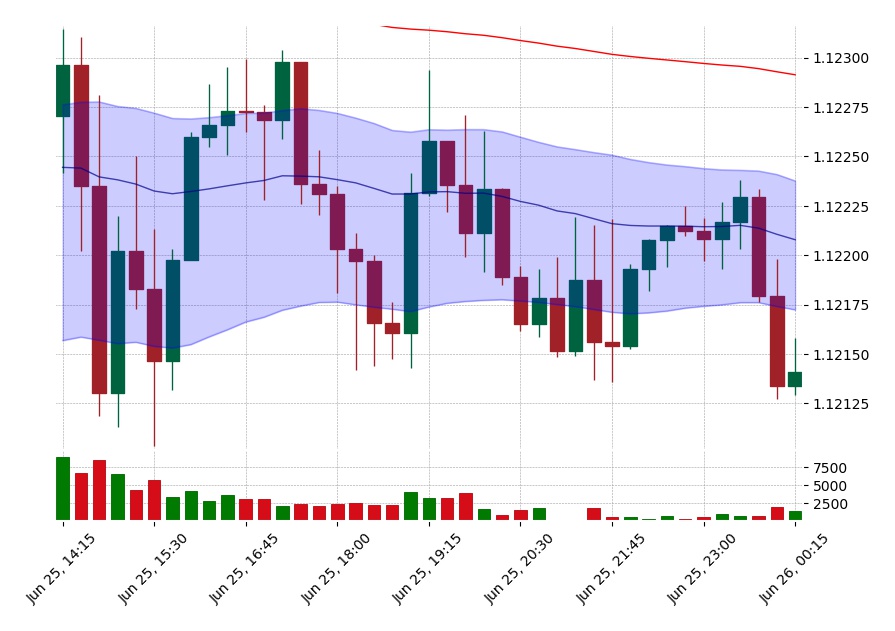 1.12300
1.12275
1.12250
1.12225
1.12200
1.12175
1.12150
1.12125
7500
5000
2500
Jun 25, 14:15
Jun 25, 15:30
Jun 25, 16:45
Jun 25, 18:00
Jun 25, 19:15
Jun 25, 20:30
Jun 25, 21:45
Jun 25, 23:00
Jun 26, 00:15